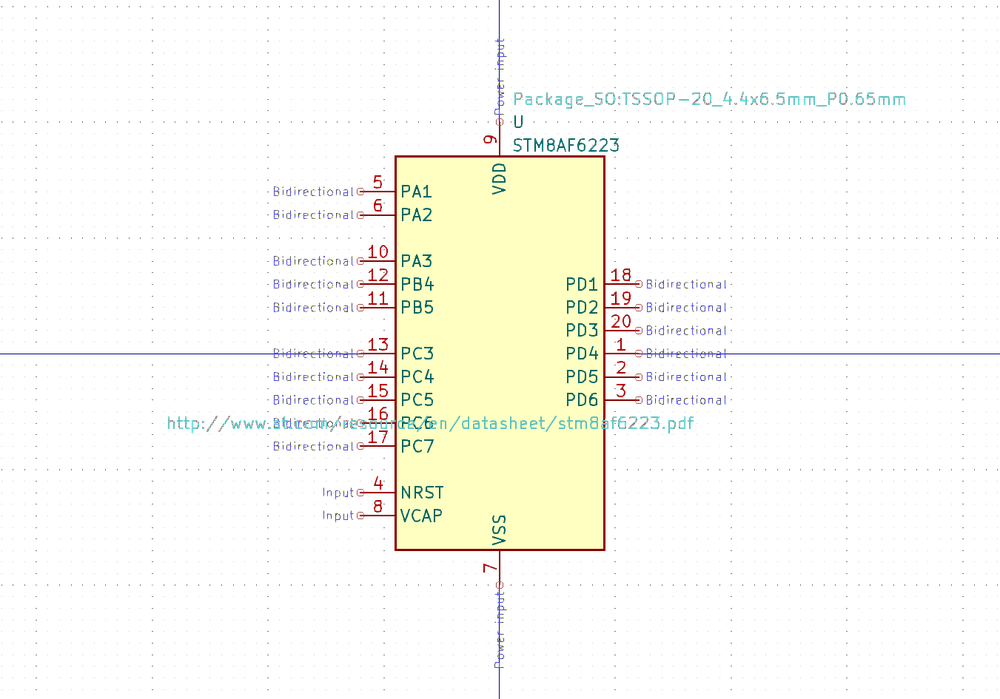 Power input
Package_SO:TSSOP-20_4.4x6.5mm_P0.65mm
U
9
STM8AF6223
VDD
Bidirectional 5 PA1
Bidirectional 6 PA2
Bidirectional 10 PA3
Bidirectional 12 PB4 PD1 18 Bidirectional
Bidirectional 11 PB5 PD2 19 Bidirectional
PD3 20 Bidirectional
Bidirectional 13 PC3 PD4 1 Bidirectional
Bidirectional 14 PC4 PD5 2 Bidirectional
Bidirectional 15 PC5 PD6 3 Bidirectional
Bidirectional 16 PC6
http://www.st.com/resource/en/datasheet/stm8af6223.pdf
Bidirectional 17 PC7
Input 4 NRST
Input 8 VCAP
VSS
7
Power input